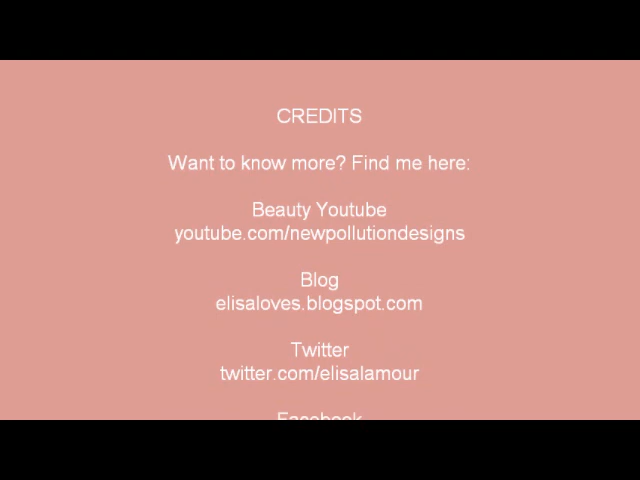 CREDITS
Want to know more? Find me here:
Beauty Youtube
youtube.com/newpollutiondesigns
Blog
elisaloves.blogspot.com
Twitter
twitter.com/elisalamour
Facebook